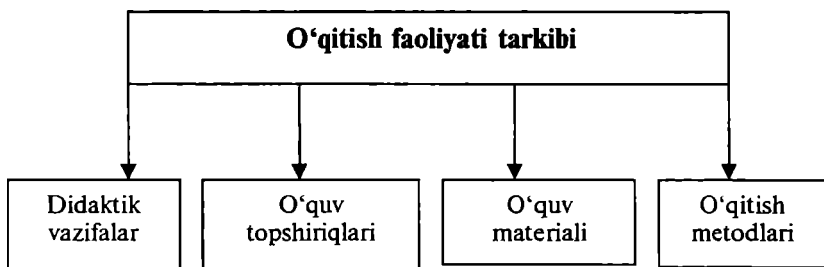 O‘qitish faoliyati tarkibi
Didaktik
vazifalar
O‘quv
topshiriqlari
O‘quv
materiali
O‘qitish
metodlari